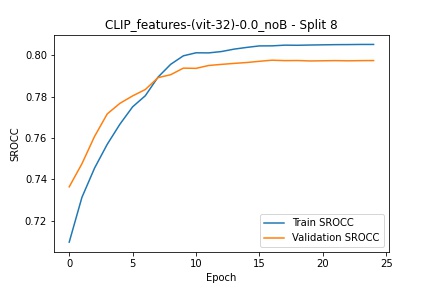 CLIP_features-(vit-32)-0.0_noB - Split 8
SROCC
0.80
0.78
0.76
0.74
0.72
0
5
10
15
20
25
Epoch
Train SROCC
Validation SROCC